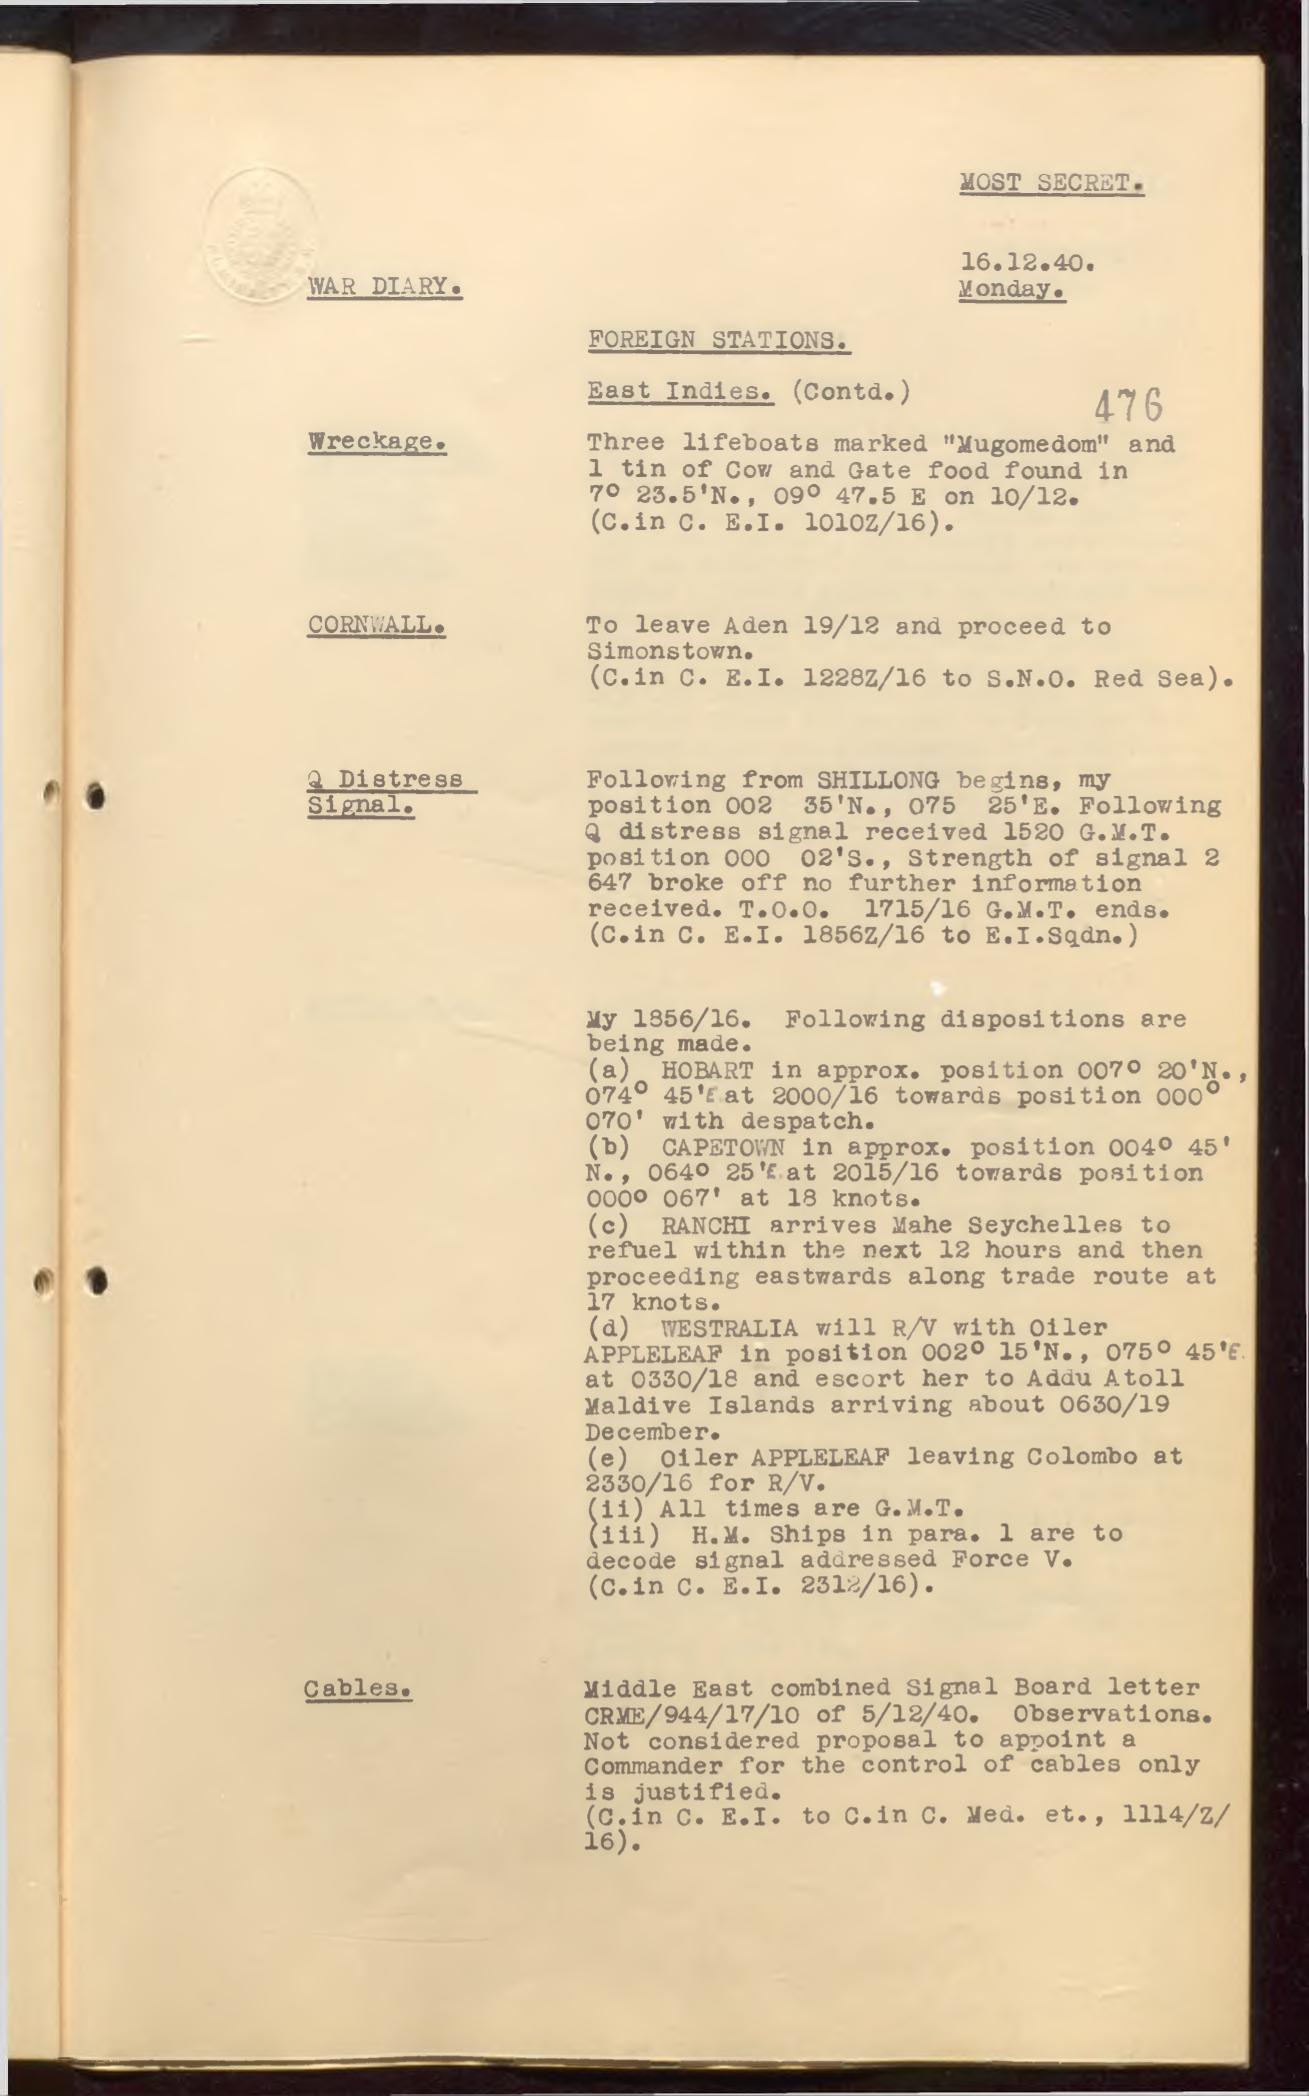 MOST SECRET.
16.12.40.
Monday.
WAR DIARY.
FOREIGN STATIONS.
East Indies. (Contd.)
476
Wreckage.
Three lifeboats marked "Mugomedom" and
1 tin of Cow and Gate food found in
7° 23.5'N., 09° 47.5 E on 10/12.
(C.in C. E.I. 1010Z/16).
CORNWALL.
To leave Aden 19/12 and proceed to
Simonstown.
(C.in C. E.I. 1228Z/16 to S.N.O. Red Sea).
Q Distress
Signal.
Following from SHILLONG begins, my
position 002 35'N., 075 25'E. Following
Q distress signal received 1520 G.M.T.
position 000 02'S., Strength of signal 2
647 broke off no further information
received. T.O.O. 1715/16 G.M.T. ends.
(C.in C. E.I. 1856Z/16 to E.I.Sqdn.)
My 1856/16. Following dispositions are
being made.
(a) HOBART in approx. position 007° 20'N.,
074° 45'E at 2000/16 towards position 000°
070' with despatch.
(b) CAPETOWN in approx. position 004° 45'
N., 064° 25'E at 2015/16 towards position
000° 067' at 18 knots.
(c) RANCHI arrives Mahe Seychelles to
refuel within the next 12 hours and then
proceeding eastwards along trade route at
17 knots.
(d) WESTRALIA will R/V with Oiler
APPLELEAF in position 002° 15'N., 075° 45'E.
at 0330/18 and escort her to Addu Atoll
Maldive Islands arriving about 0630/19
December.
(e) Oiler APPLELEAF leaving Colombo at
2330/16 for R/V.
(ii) All times are G.M.T.
(iii) H.M. Ships in para. 1 are to
decode signal addressed Force V.
(C.in C. E.I. 2312/16).
Cables.
Middle East combined Signal Board letter
CRME/944/17/10 of 5/12/40. Observations.
Not considered proposal to appoint a
Commander for the control of cables only
is justified.
(C.in C. E.I. to C.in C. Med. et., 1114/Z/
16).